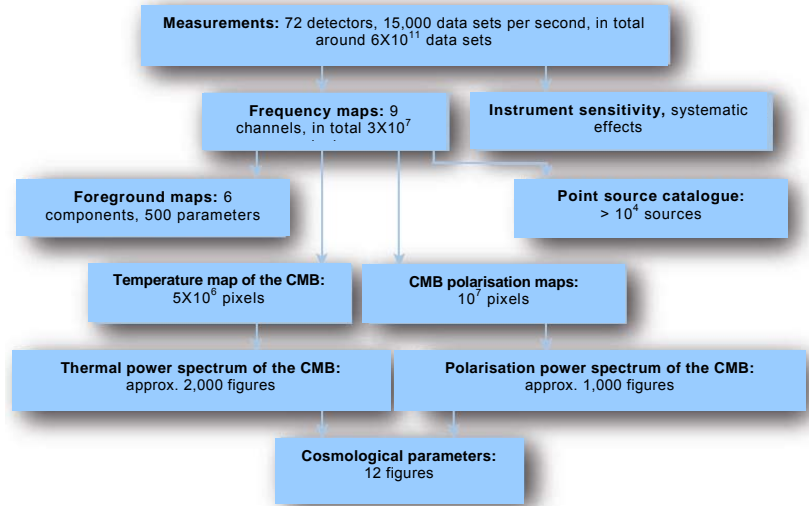 Measurements: 72 detectors, 15,000 data sets per second, in total
around 6X10¹¹ data sets
Frequency maps: 9
channels, in total 3X10⁷
Instrument sensitivity, systematic
effects
Foreground maps: 6
components, 500 parameters
Point source catalogue:
> 10⁴ sources
Temperature map of the CMB:
5X10⁶ pixels
CMB polarisation maps:
10⁷ pixels
Thermal power spectrum of the CMB:
approx. 2,000 figures
Polarisation power spectrum of the CMB:
approx. 1,000 figures
Cosmological parameters:
12 figures